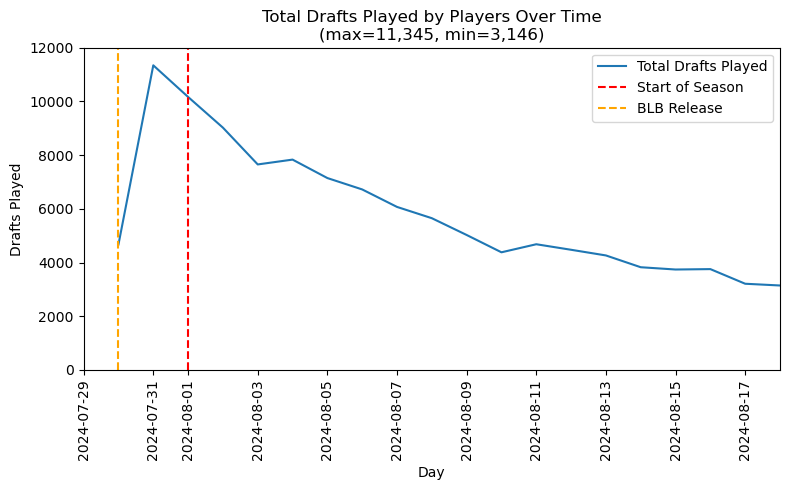 Total Drafts Played by Players Over Time
(max=11,345, min=3,146)
12000
10000
8000
6000
4000
2000
0
Drafts Played
Total Drafts Played
Start of Season
BLB Release
2024-07-29
2024-07-31
2024-08-01
2024-08-03
2024-08-05
2024-08-07
2024-08-09
2024-08-11
2024-08-13
2024-08-15
2024-08-17
Day